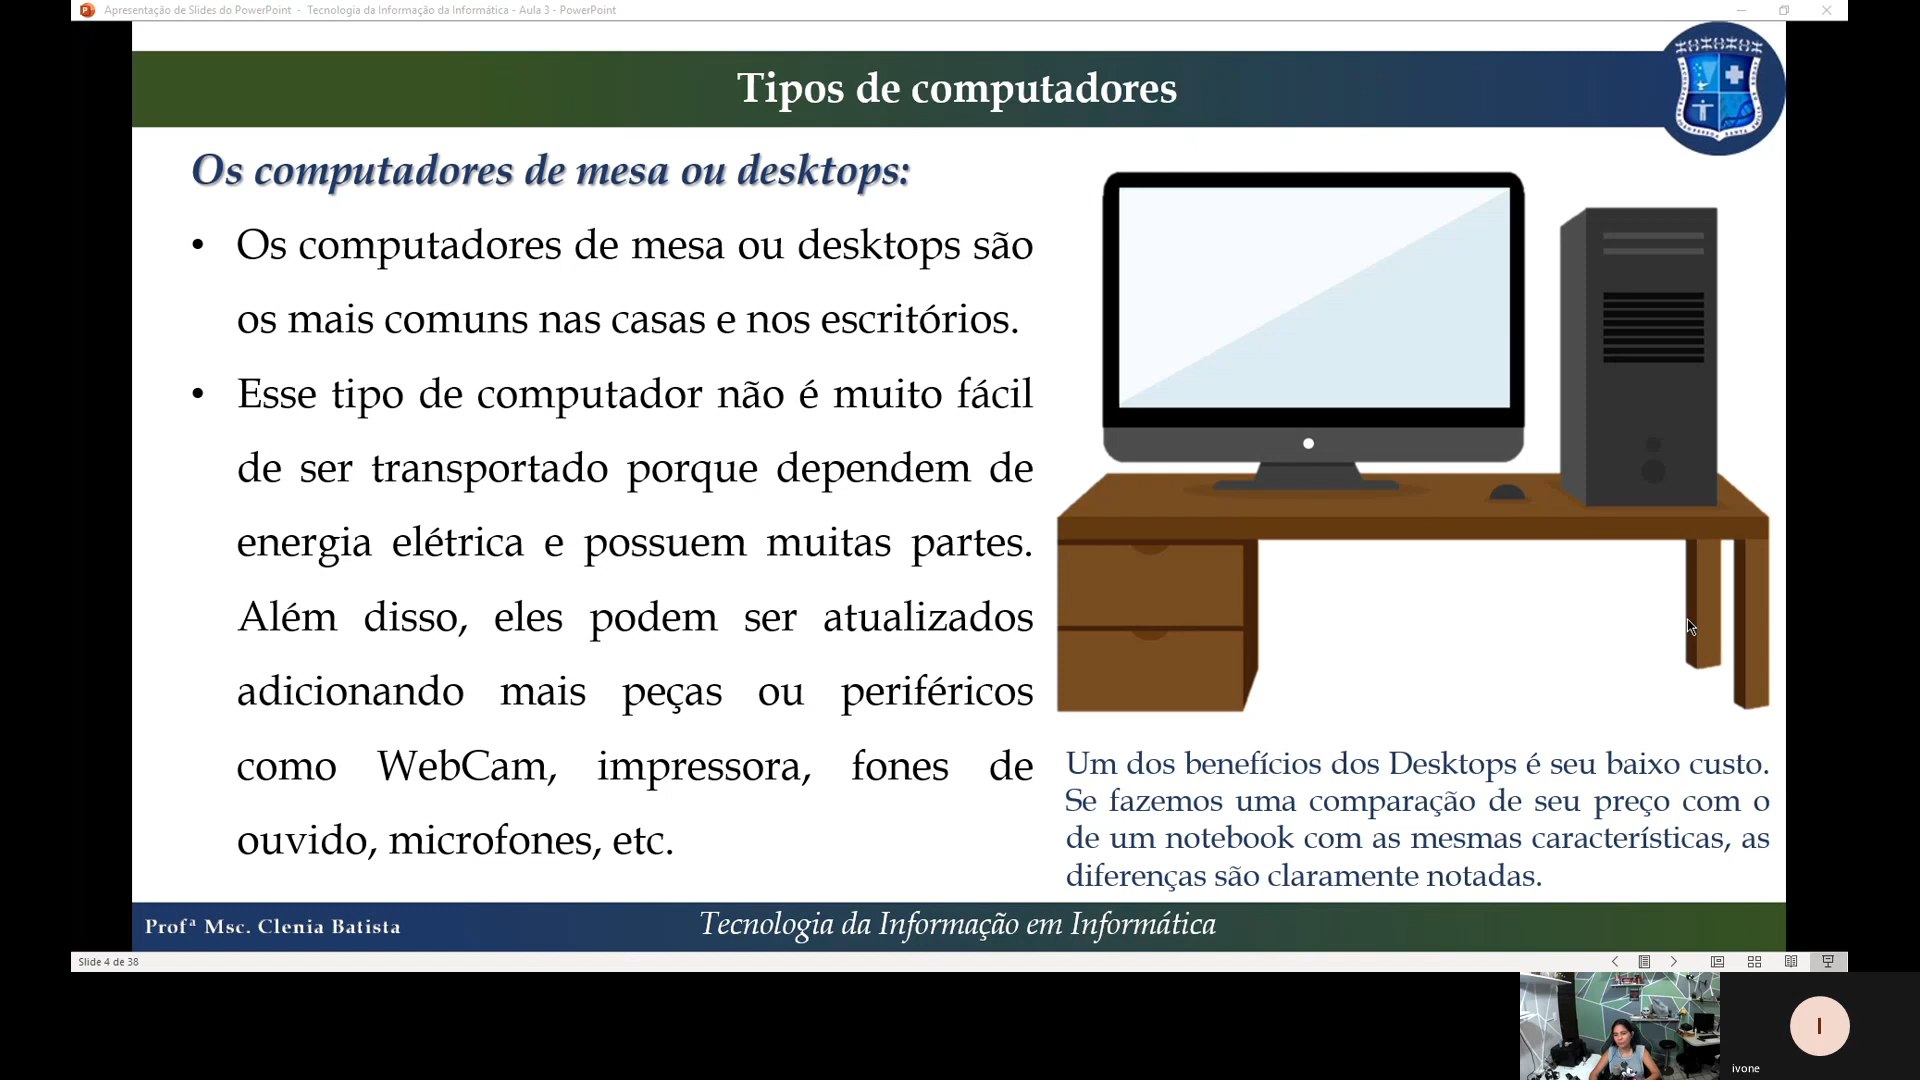 Apresentação de Slides do PowerPoint - Tecnologia da Informação da Informática - Aula 3 - PowerPoint
Tipos de computadores
Os computadores de mesa ou desktops:
• Os computadores de mesa ou desktops são
os mais comuns nas casas e nos escritórios.
• Esse tipo de computador não é muito fácil
de ser transportado porque dependem de
energia elétrica e possuem muitas partes.
Além disso, eles podem ser atualizados
adicionando mais peças ou periféricos
como WebCam, impressora, fones de
ouvido, microfones, etc.
Um dos benefícios dos Desktops é seu baixo custo.
Se fazemos uma comparação de seu preço com o
de um notebook com as mesmas características, as
diferenças são claramente notadas.
Profª Msc. Clenia Batista
Tecnologia da Informação em Informática
Slide 4 de 38
I
ivone